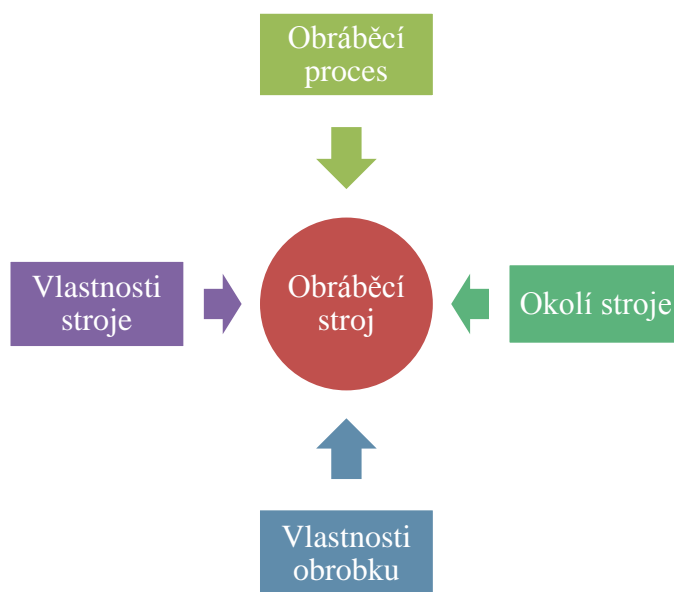 Obráběcí
proces
Vlastnosti
stroje
Obráběcí
stroj
Okolí stroje
Vlastnosti
obrobku